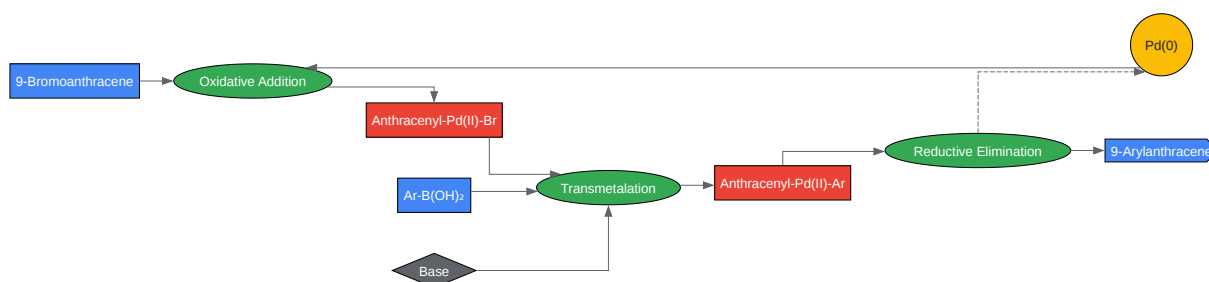 Pd(0)
9-Bromoanthracene
Oxidative Addition
Anthracenyl-Pd(II)-Br
Reductive Elimination
9-Arylanthracene
Ar-B(OH)₂
Transmetalation
Anthracenyl-Pd(II)-Ar
Base